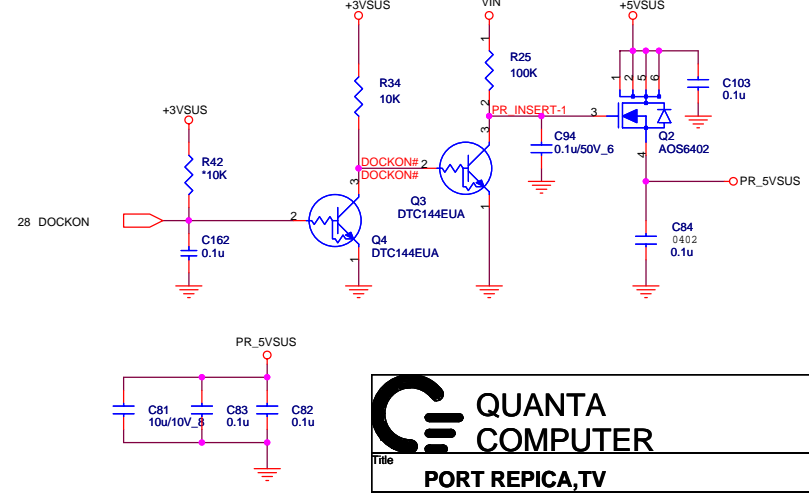 +3VSUS
VIN
+5VSUS
R34
10K
1
R25
100K
2
1
2
5
6
C103
0.1u
+3VSUS
R42
*10K
PR_INSERT-1
3
3
C94
0.1u/50V_6
Q2
AOS6402
4
DOCKON#
DOCKON#
2
3
Q3
DTC144EUA
1
PR_5VSUS
28 DOCKON
2
Q4
DTC144EUA
1
C162
0.1u
C84
0402
0.1u
PR_5VSUS
C81
10u/10V_8
C83
0.1u
C82
0.1u
QUANTA
COMPUTER
Title
PORT REPICA,TV